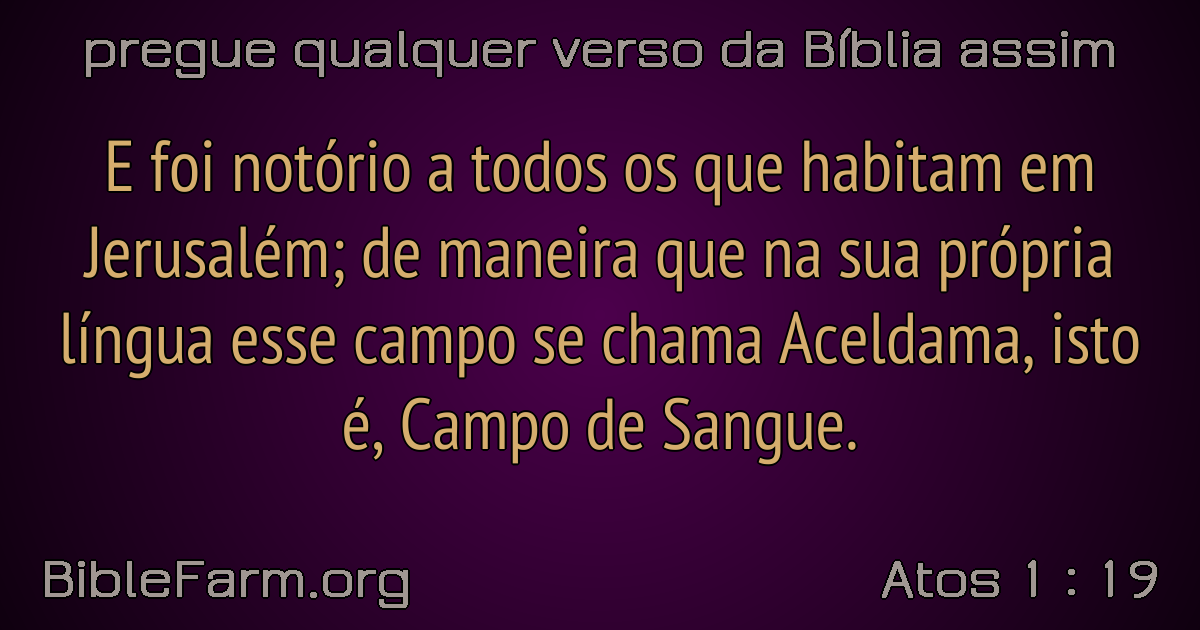 pregue qualquer verso da Bíblia assim
E foi notório a todos os que habitam em
Jerusalém; de maneira que na sua própria
língua esse campo se chama Aceldama, isto
é, Campo de Sangue.
BibleFarm.org
Atos 1 : 19